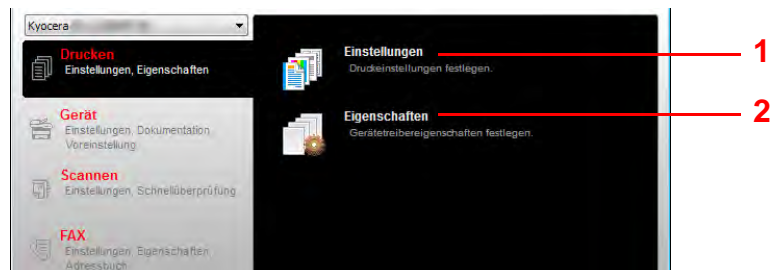 Kyocera
Drucken
Einstellungen, Eigenschaften
Gerät
Einstellungen, Dokumentation,
Voreinstellung
Scannen
Einstellungen, Schnellüberprüfung
FAX
Einstellungen, Eigenschaften,
Adressbuch
Einstellungen
Druckeinstellungen festlegen.
1
Eigenschaften
Gerätetreibereigenschaften festlegen.
2